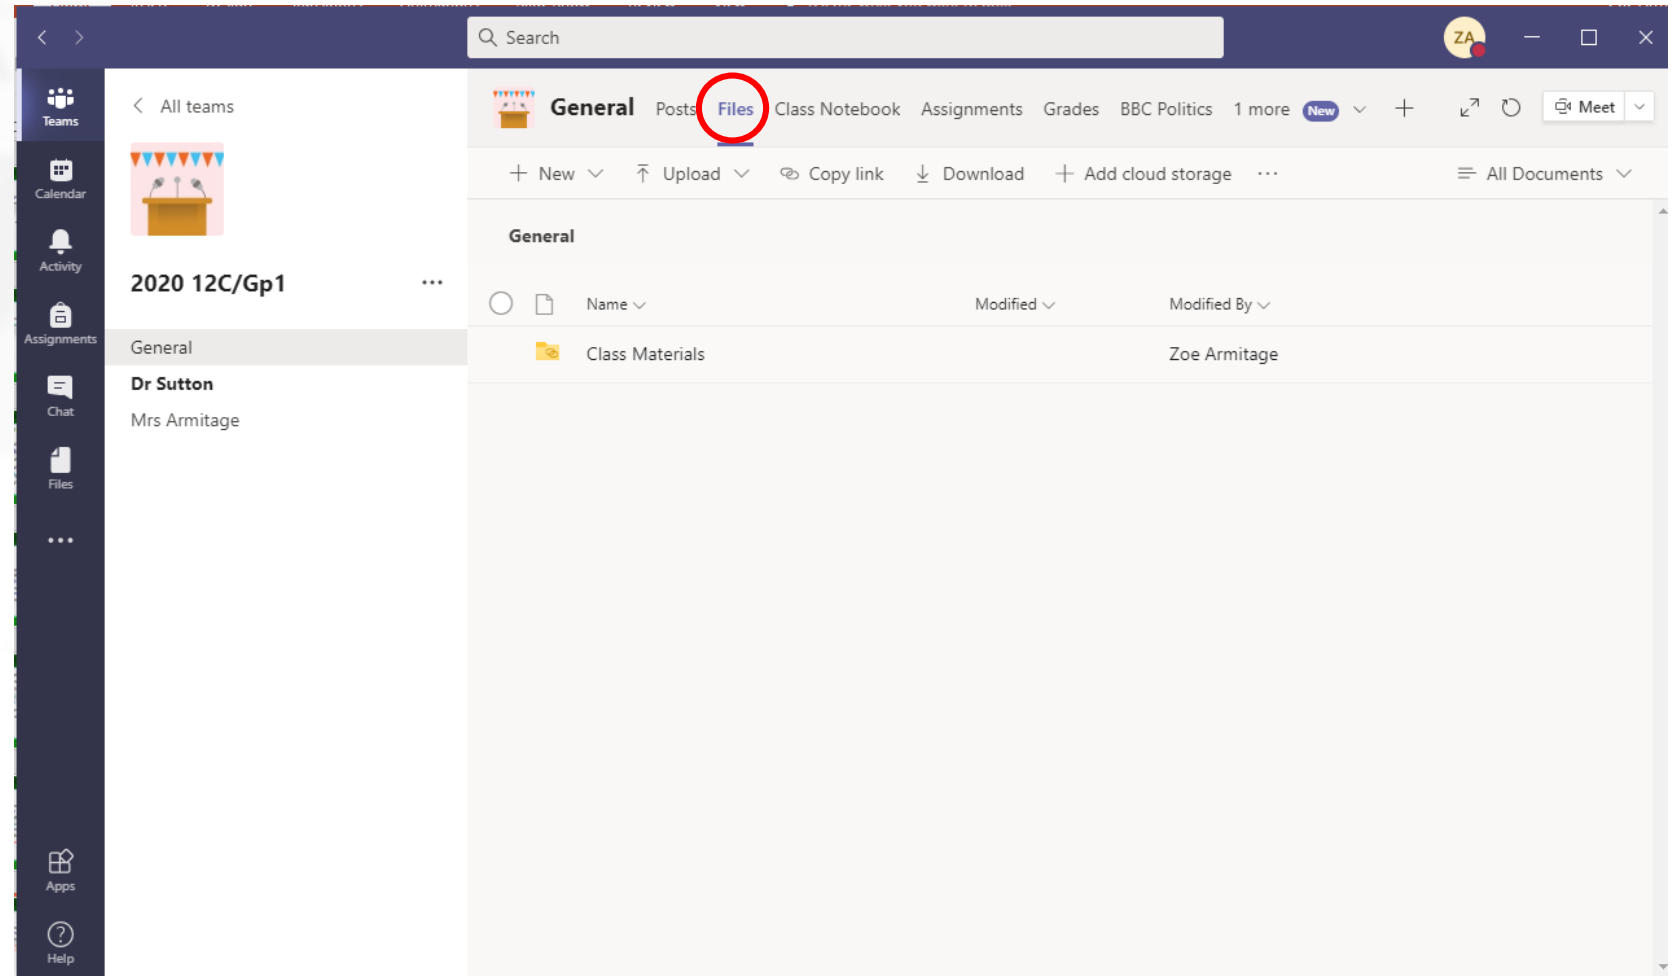 Search
ZA
Teams
Calendar
Activity
Assignments
Chat
Files
Apps
Help
All teams
2020 12C/Gp1
General
Dr Sutton
Mrs Armitage
General Posts Files Class Notebook Assignments Grades BBC Politics 1 more New Meet
New Upload Copy link Download Add cloud storage All Documents
General
Name Modified Modified By
Class Materials Zoe Armitage